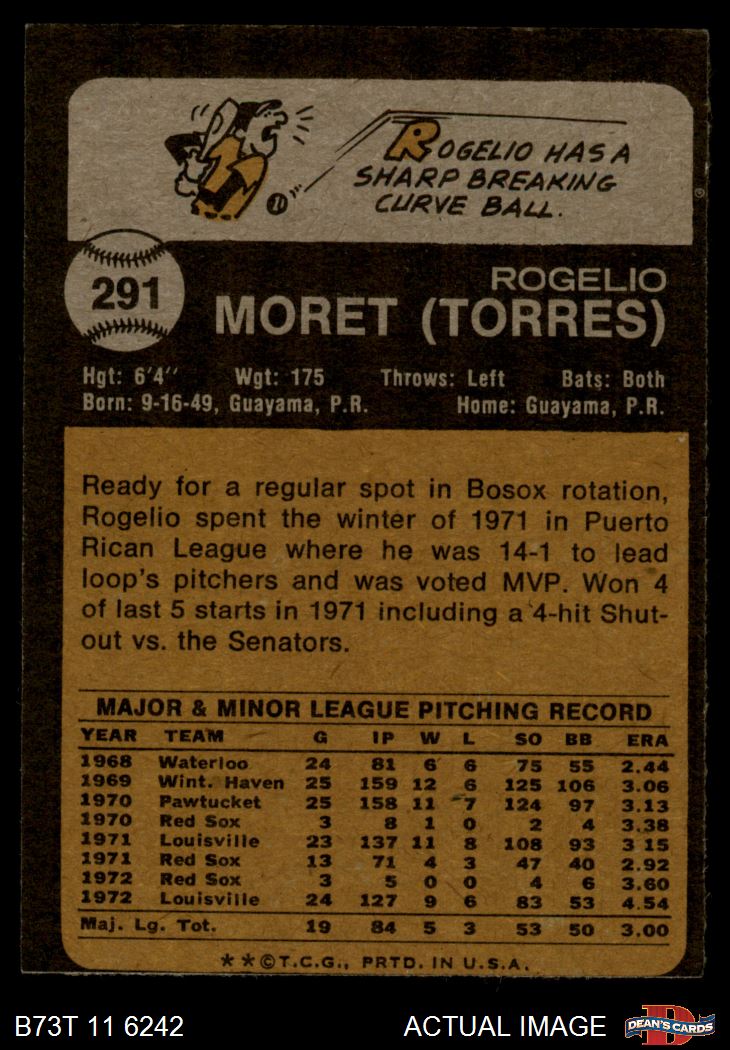 ROGELIO HAS A
SHARP BREAKING
CURVE BALL.
291
ROGELIO
MORET (TORRES)
Hgt: 6'4" Wgt: 175 Throws: Left Bats: Both
Born: 9-16-49, Guayama, P.R. Home: Guayama, P.R.
Ready for a regular spot in Bosox rotation,
Rogelio spent the winter of 1971 in Puerto
Rican League where he was 14-1 to lead
loop's pitchers and was voted MVP. Won 4
of last 5 starts in 1971 including a 4-hit Shut-
out vs. the Senators.
MAJOR & MINOR LEAGUE PITCHING RECORD
YEAR TEAM G IP W L SO BB ERA
1968 Waterloo 24 81 6 6 75 55 2.44
1969 Wint. Haven 25 159 12 6 125 106 3.06
1970 Pawtucket 25 158 11 7 124 97 3.13
1970 Red Sox 3 8 1 0 2 4 3.38
1971 Louisville 23 137 11 8 108 93 3 15
1971 Red Sox 13 71 4 3 47 40 2.92
1972 Red Sox 3 5 0 0 4 6 3.60
1972 Louisville 24 127 9 6 83 53 4.54
Maj. Lg. Tot. 19 84 5 3 53 50 3.00
**©T.C.G., PRTD. IN U.S.A.
B73T 11 6242 ACTUAL IMAGE D DEAN'S CARDS